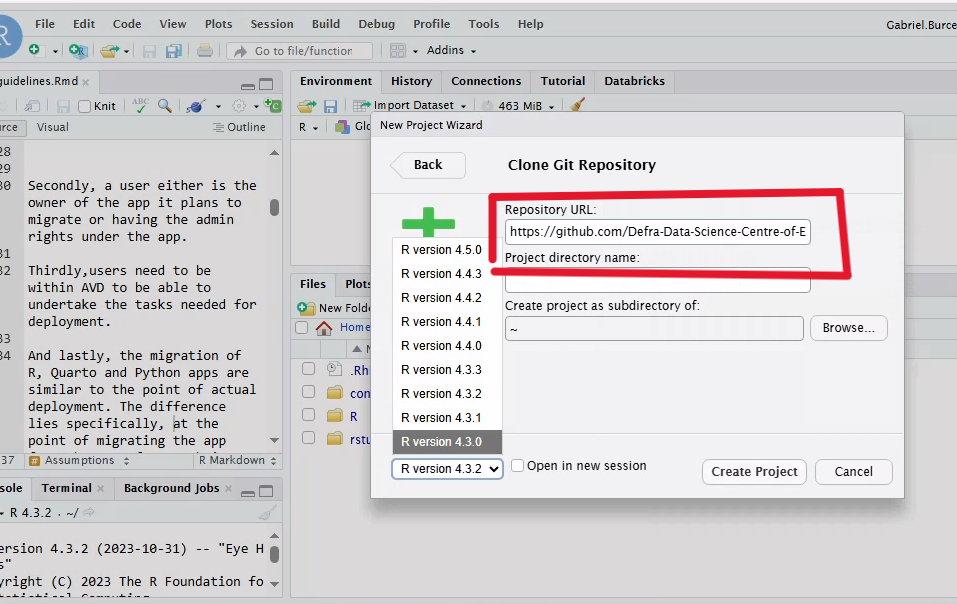 File Edit Code View Plots Session Build Debug Profile Tools Help
Gabriel.Burce
Go to file/function
Addins
guidelines.Rmd
Knit
ABC
Visual
Outline
28
29
30
Secondly, a user either is the
owner of the app it plans to
migrate or having the admin
rights under the app.
31
32
Thirdly,users need to be
within AVD to be able to
undertake the tasks needed for
deployment.
33
34
And lastly, the migration of
R, Quarto and Python apps are
similar to the point of actual
deployment. The difference
lies specifically, at the
point of migrating the app
Assumptions
R Markdown
Terminal
Background Jobs
R 4.3.2 . ~/
version 4.3.2 (2023-10-31) -- "Eye H
s"
yright (C) 2023 The R Foundation fo
Environment History Connections Tutorial Databricks
Import Dataset
463 MiB
R
Files
Plots
New Folde
Home
.Rh
con
R
rstu
New Project Wizard
Back
Clone Git Repository
Repository URL:
https://github.com/Defra-Data-Science-Centre-of-E
Project directory name:
Create project as subdirectory of:
~
Browse...
R version 4.5.0
R version 4.4.3
R version 4.4.2
R version 4.4.1
R version 4.4.0
R version 4.3.3
R version 4.3.2
R version 4.3.1
R version 4.3.0
R version 4.3.2
Open in new session
Create Project
Cancel